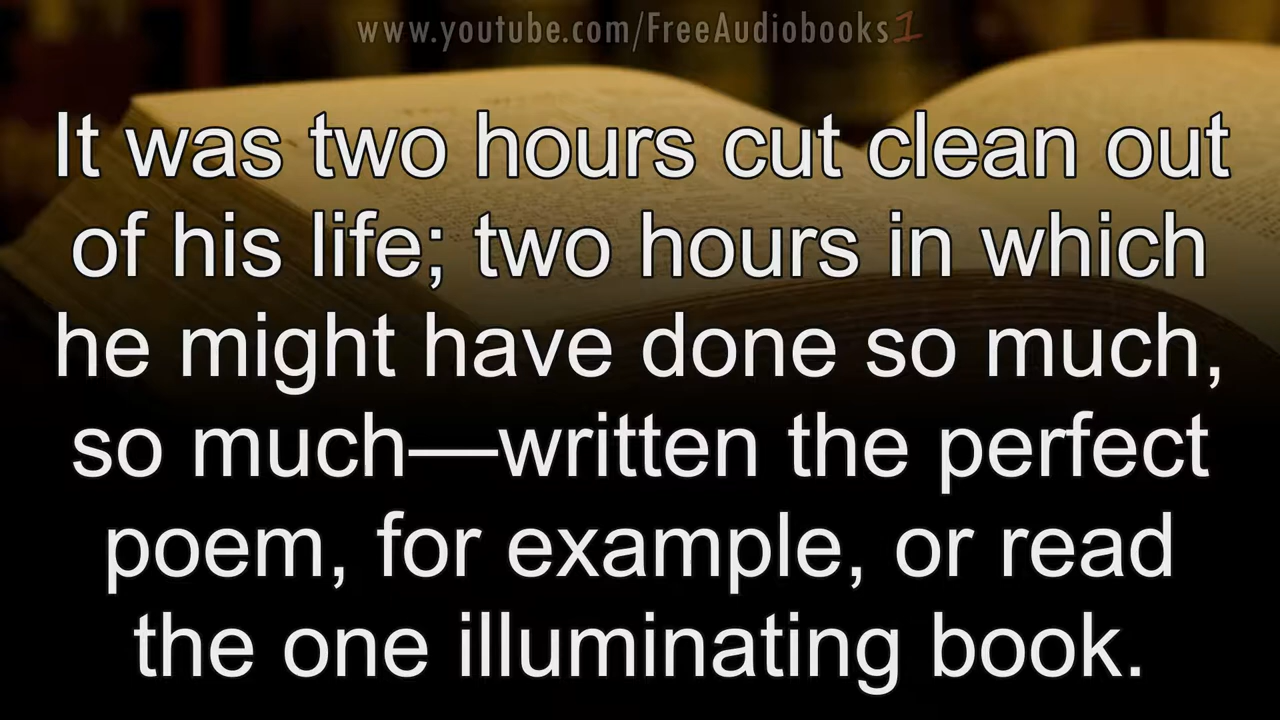 www.youtube.com/FreeAudiobooks1
It was two hours cut clean out
of his life; two hours in which
he might have done so much,
so much—written the perfect
poem, for example, or read
the one illuminating book.